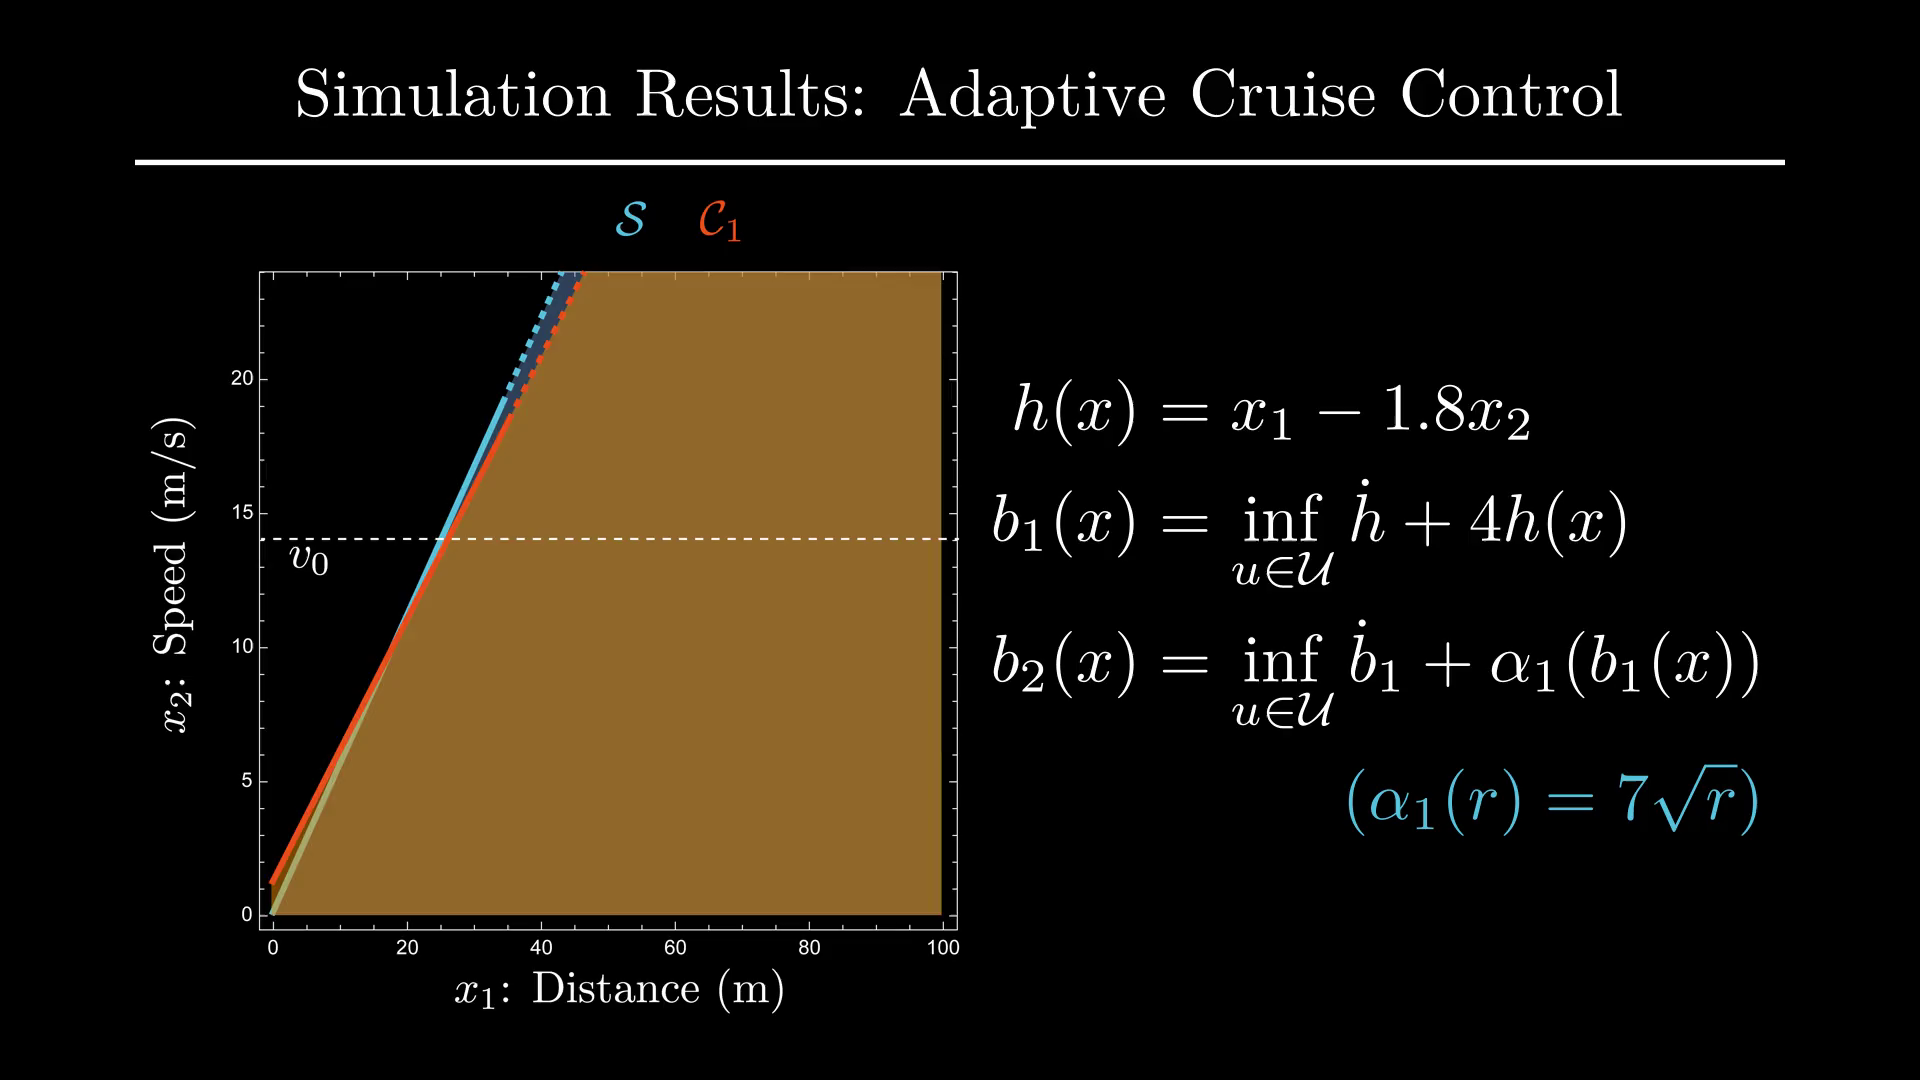 Simulation Results: Adaptive Cruise Control
𝒮 𝒞₁
20
15
10
5
0
v₀
x₂: Speed (m/s)
0 20 40 60 80 100
x₁: Distance (m)
h(x) = x₁ − 1.8x₂
b₁(x) = inf ḣ + 4h(x)
u∈𝒰
b₂(x) = inf ḃ₁ + α₁(b₁(x))
u∈𝒰
(α₁(r) = 7√r)